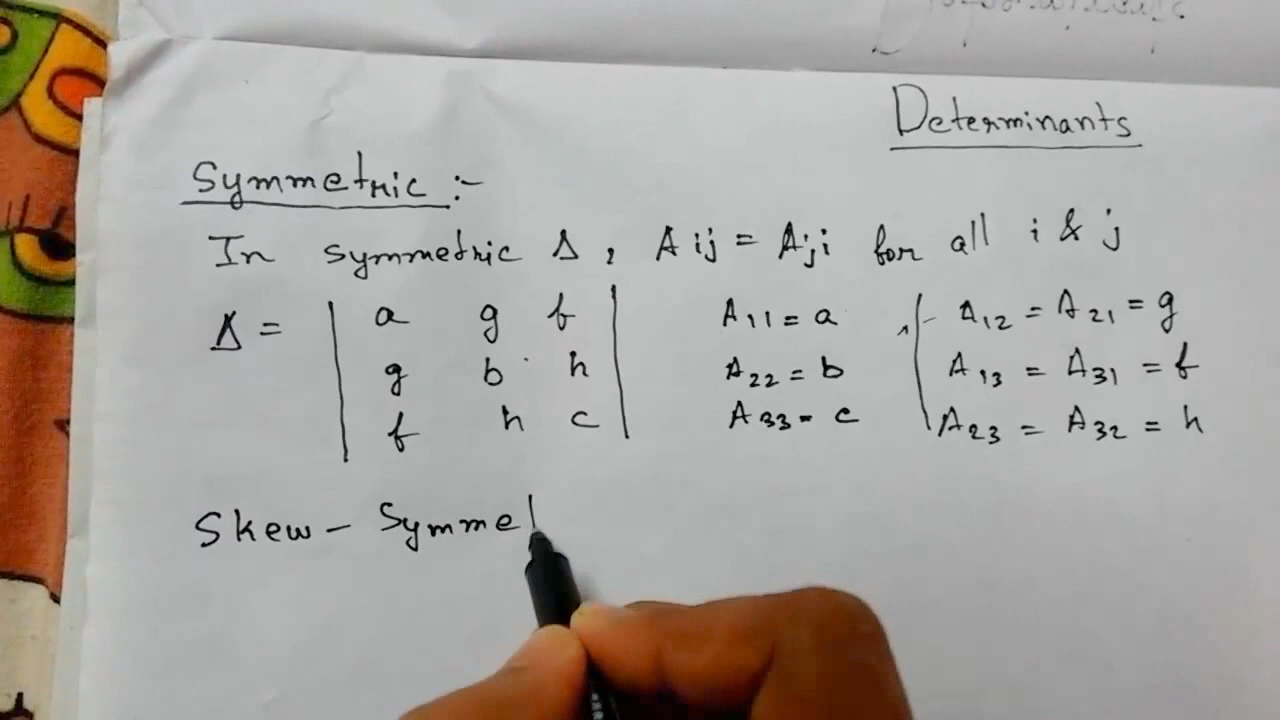 Determinants
Symmetric :-
In symmetric Δ, Aij = Aji for all i & j
Δ = | a g f | A11 = a A12 = A21 = g
| g b h | A22 = b A13 = A31 = f
| f h c | A33 = c A23 = A32 = h
Skew - Symme